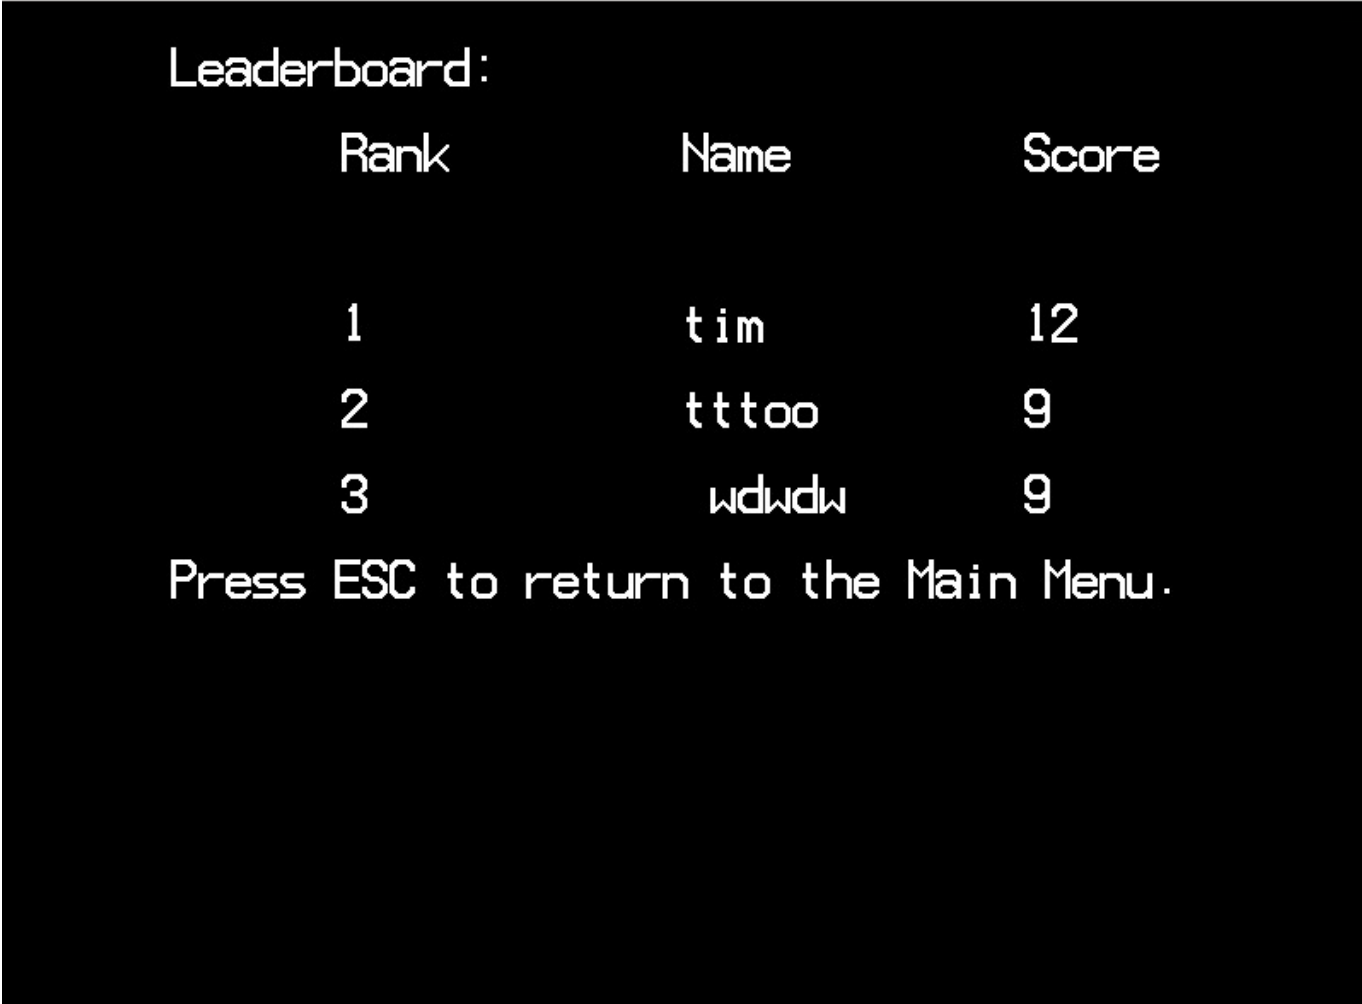 Leaderboard:
Rank Name Score
1 tim 12
2 tttoo 9
3 wdwdw 9
Press ESC to return to the Main Menu.